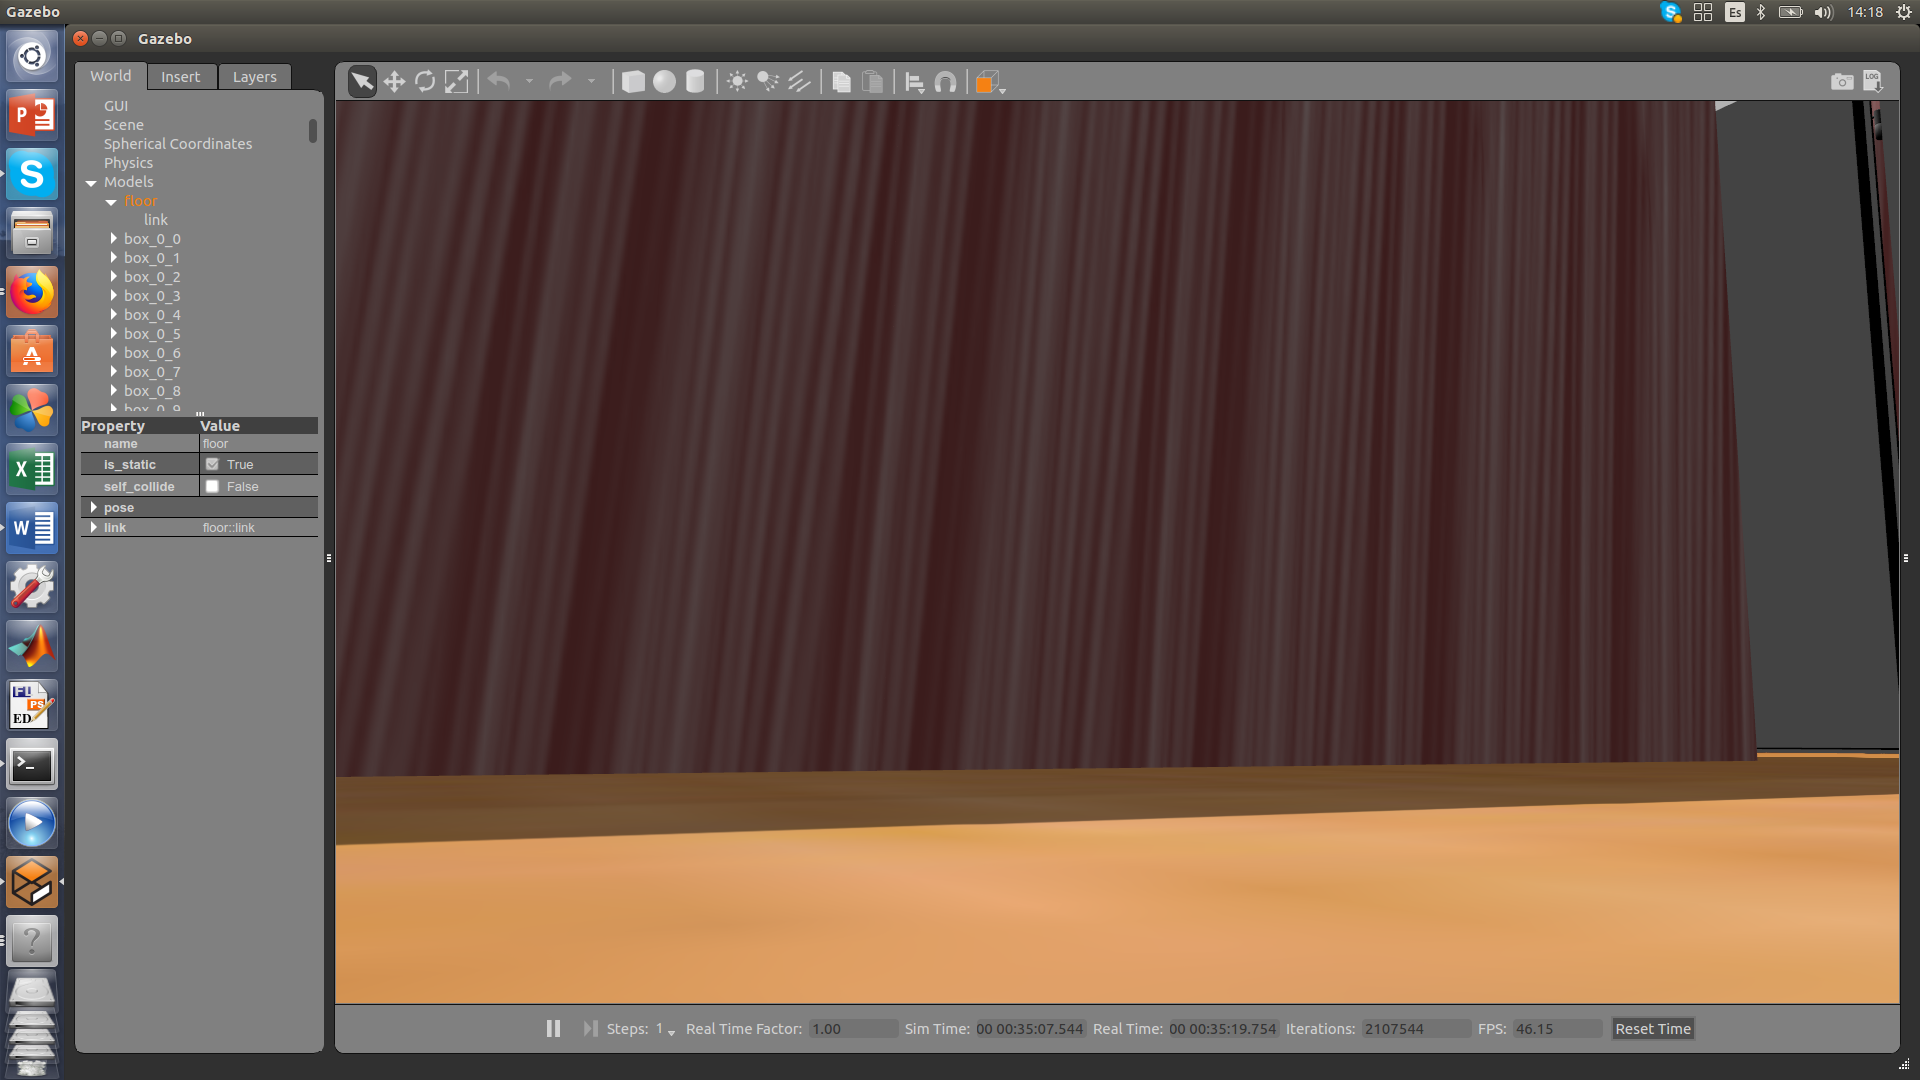 Gazebo
Es
14:18
Gazebo
World Insert Layers
LOG
GUI
Scene
Spherical Coordinates
Physics
Models
floor
link
box_0_0
box_0_1
box_0_2
box_0_3
box_0_4
box_0_5
box_0_6
box_0_7
box_0_8
box_0_9
Property Value
name floor
is_static True
self_collide False
pose
link floor::link
Steps: 1 Real Time Factor: 1.00 Sim Time: 00 00:35:07.544 Real Time: 00 00:35:19.754 Iterations: 2107544 FPS: 46.15 Reset Time